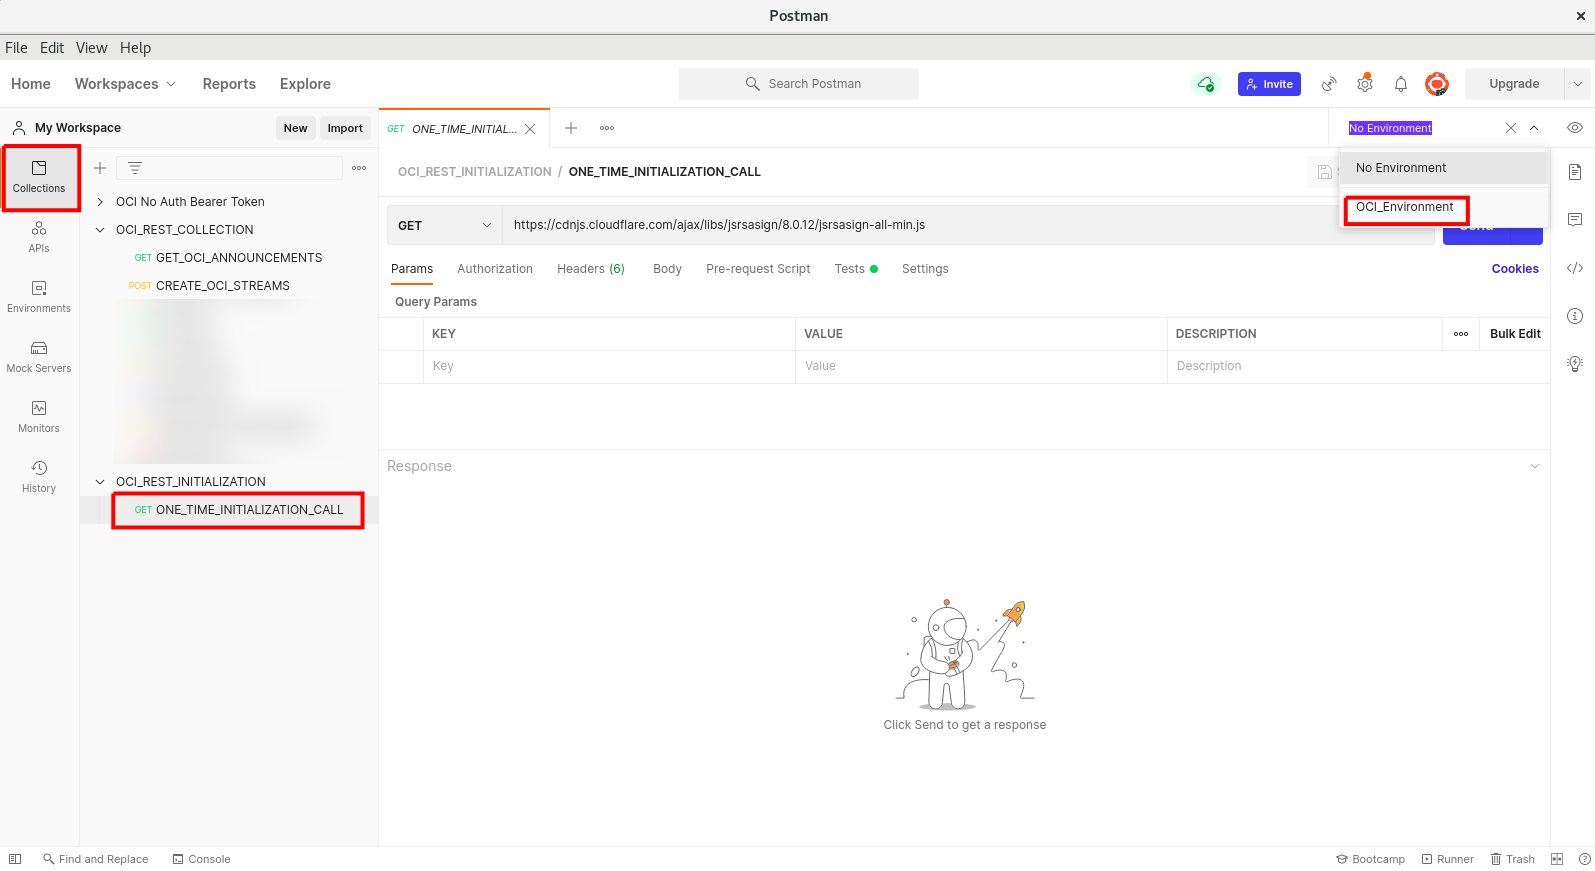 Postman
File Edit View Help
Home Workspaces Reports Explore Search Postman Invite Upgrade
My Workspace New Import
GET ONE_TIME_INITIAL... No Environment
Collections
APIs
Environments
Mock Servers
Monitors
History
OCI No Auth Bearer Token
OCI_REST_COLLECTION
GET GET_OCI_ANNOUNCEMENTS
POST CREATE_OCI_STREAMS
OCI_REST_INITIALIZATION
GET ONE_TIME_INITIALIZATION_CALL
OCI_REST_INITIALIZATION / ONE_TIME_INITIALIZATION_CALL
No Environment
OCI_Environment
GET https://cdnjs.cloudflare.com/ajax/libs/jsrsasign/8.0.12/jsrsasign-all-min.js Send
Params Authorization Headers (6) Body Pre-request Script Tests Settings Cookies
Query Params
KEY VALUE DESCRIPTION Bulk Edit
Key Value Description
Response
Click Send to get a response
Find and Replace Console Bootcamp Runner Trash